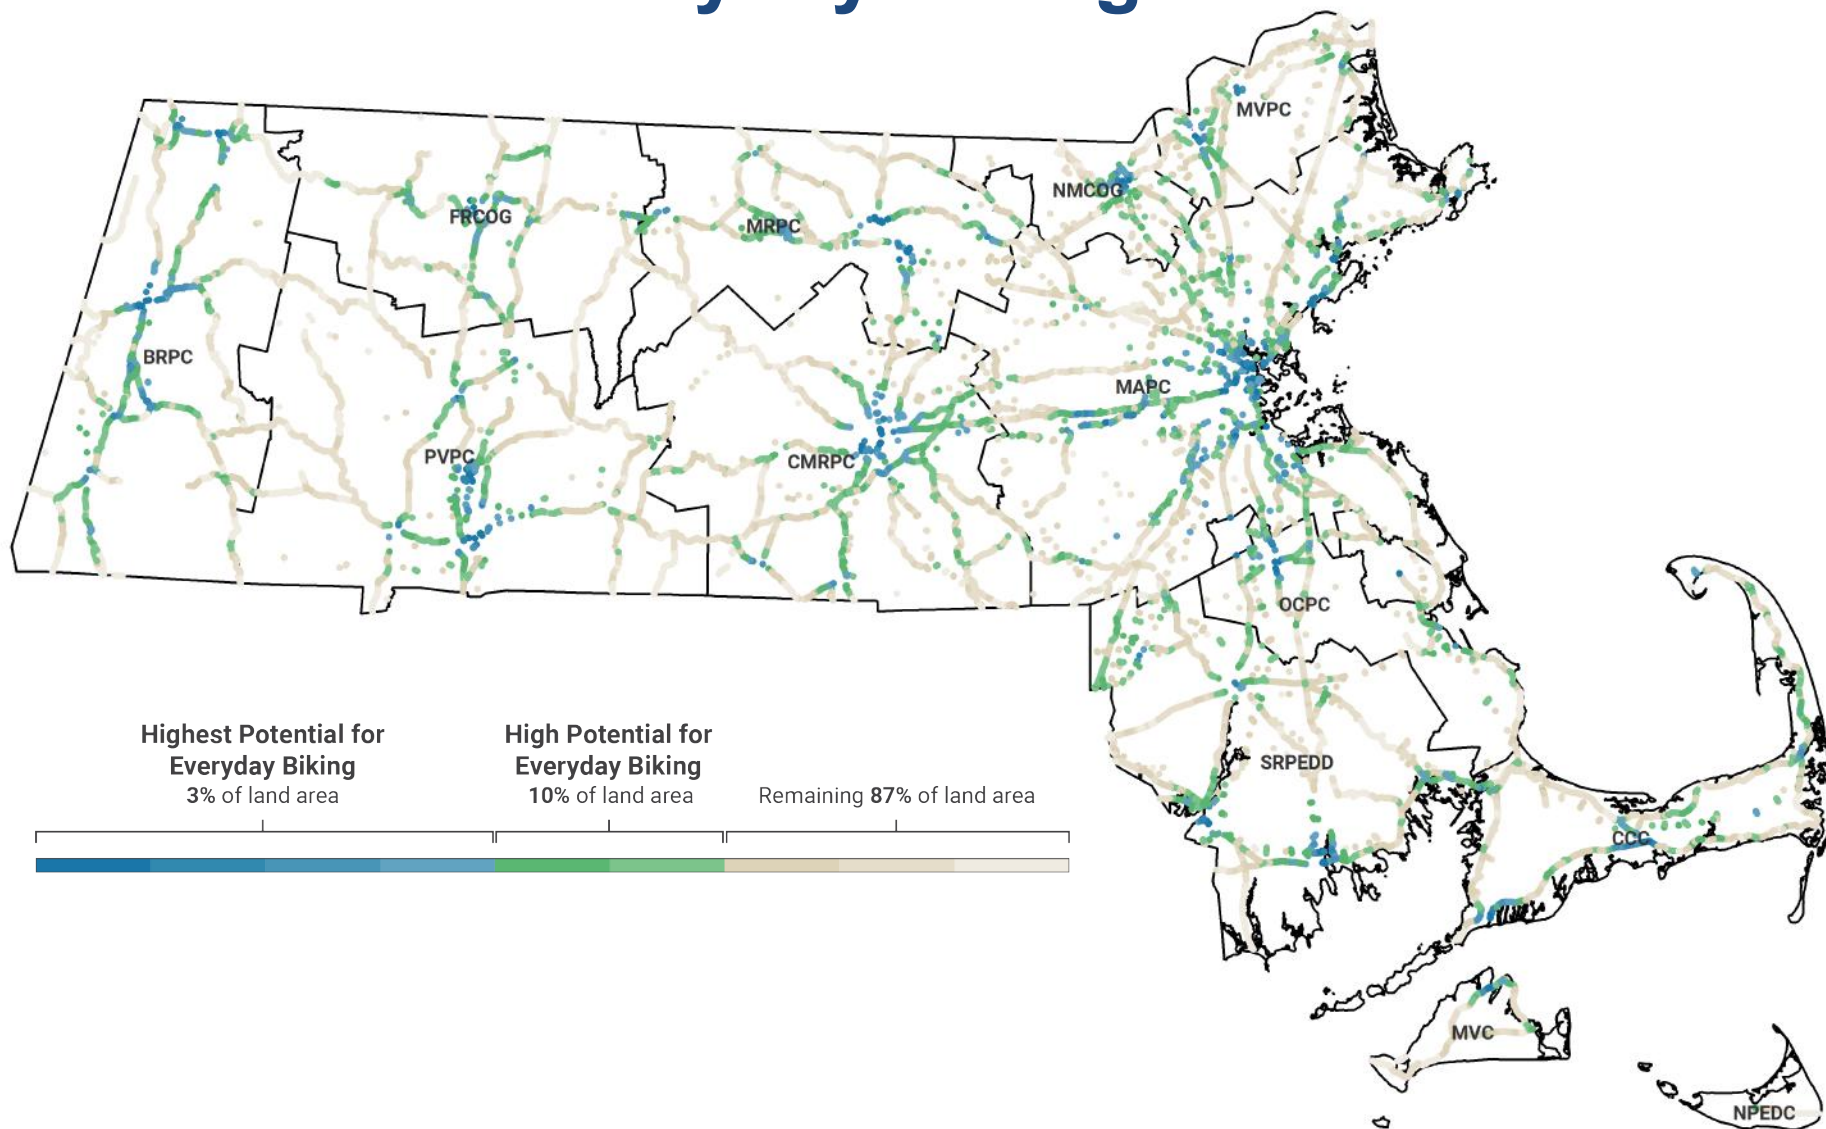 MVPC
NMCOG
FRCOG
MRPC
BRPC
MAPC
PVPC
CMRPC
OCPC
Highest Potential for
Everyday Biking
3% of land area
High Potential for
Everyday Biking
10% of land area
Remaining 87% of land area
SRPEDD
CCC
MVC
NPEDC